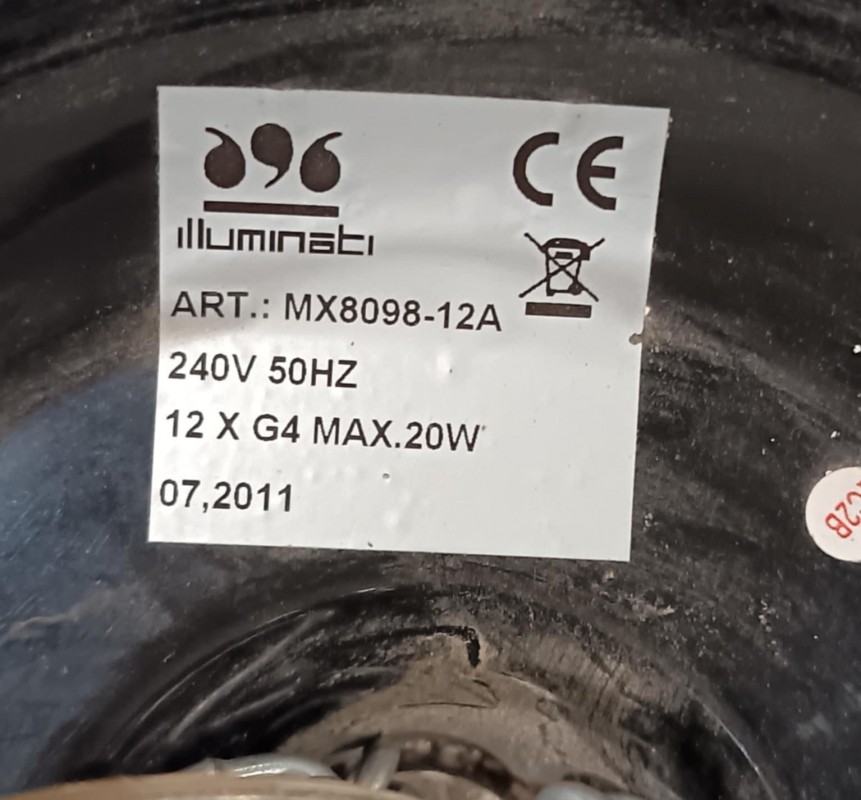 illuminati
CE
ART.: MX8098-12A
240V 50HZ
12 X G4 MAX.20W
07,2011